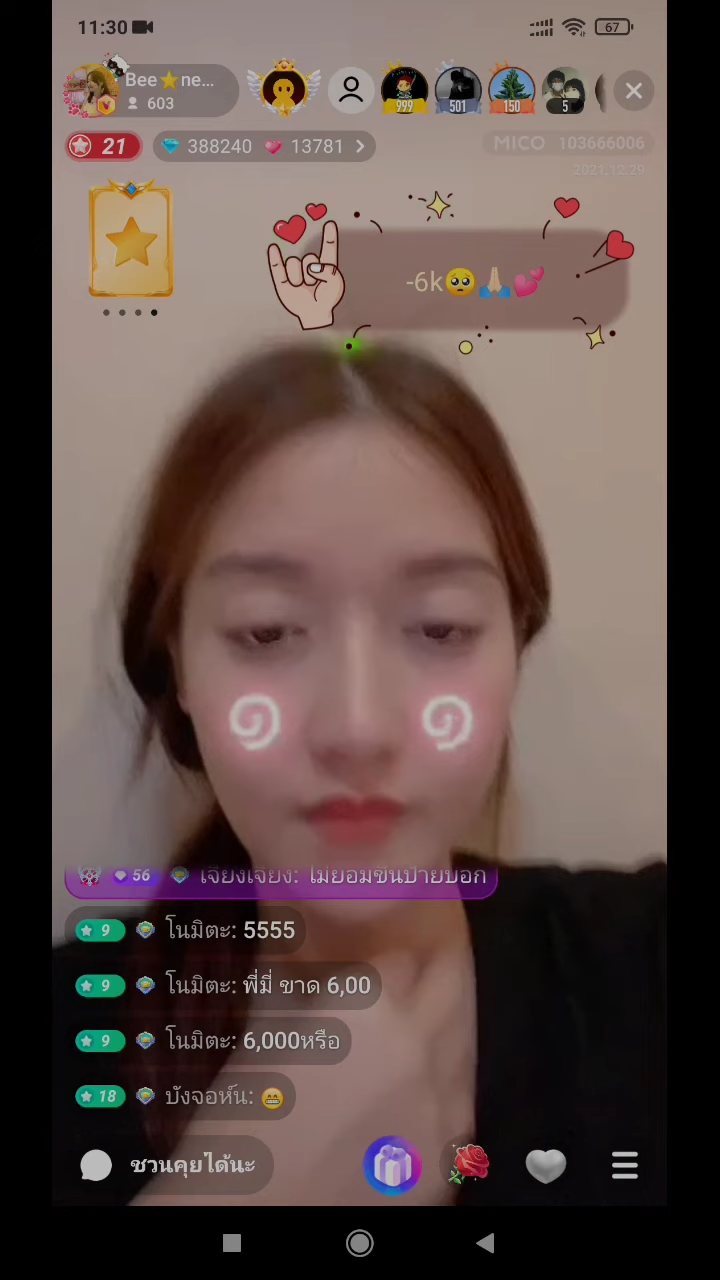 11:30
67
Bee⭐ne...
603
999
501
150
5
21
388240
13781
MICO 103666006
2021.12.29
-6k🥺🙏🏻💕
56 เจียงเจียง: ไม่ยอมขึ้นป้ายบอก
9 โนมิตะ: 5555
9 โนมิตะ: พี่มี่ ขาด 6,00
9 โนมิตะ: 6,000หรือ
18 บังจอห์น: 😁
ชวนคุยได้นะ